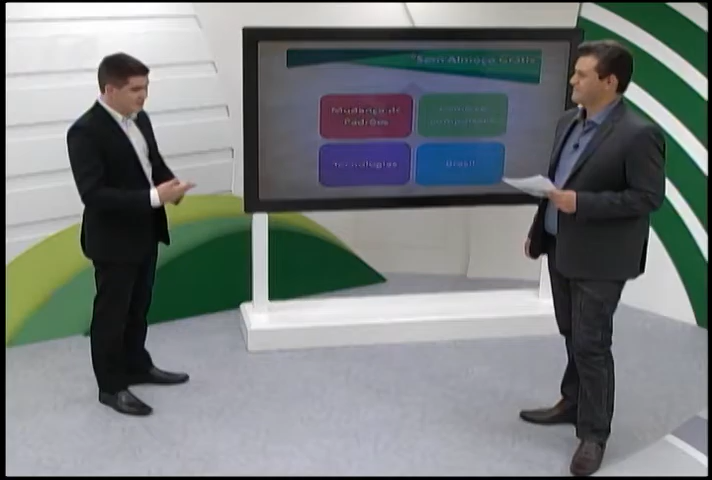 "Sem Almoço Grátis
Mudança de
Padrões
Tecnologias
Brasil